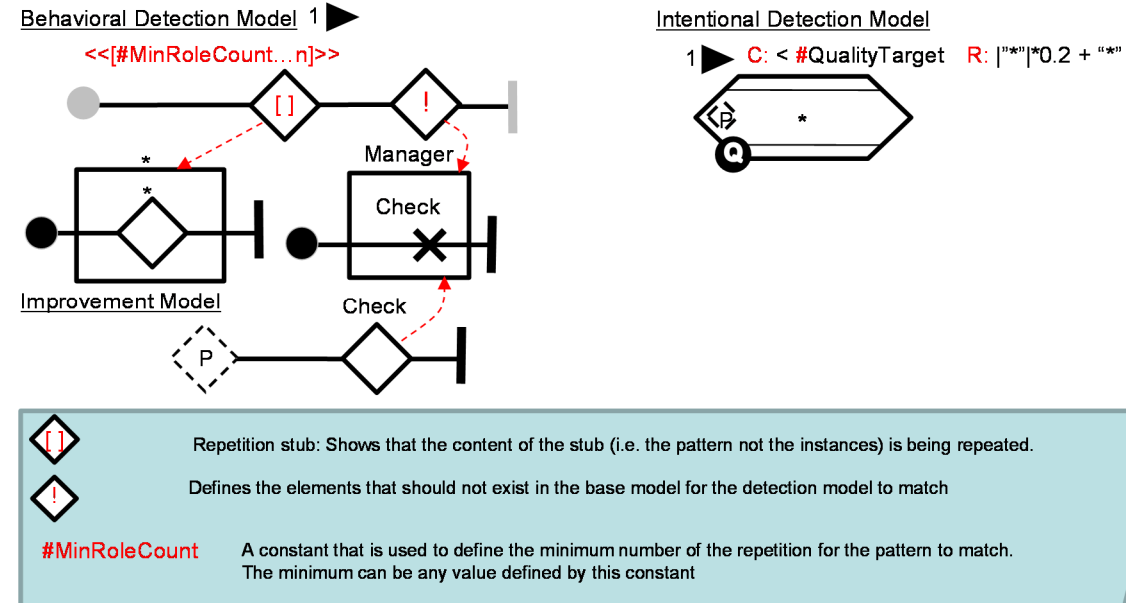 Behavioral Detection Model 1
<<[#MinRoleCount...n]>>
[ ]
!
Manager
*
*
Check
Improvement Model
Check
P
Intentional Detection Model
1 C: < #QualityTarget R: |"*"|*0.2 + "*"
<P>
*
Q
[ ] Repetition stub: Shows that the content of the stub (i.e. the pattern not the instances) is being repeated.
! Defines the elements that should not exist in the base model for the detection model to match
#MinRoleCount A constant that is used to define the minimum number of the repetition for the pattern to match.
The minimum can be any value defined by this constant